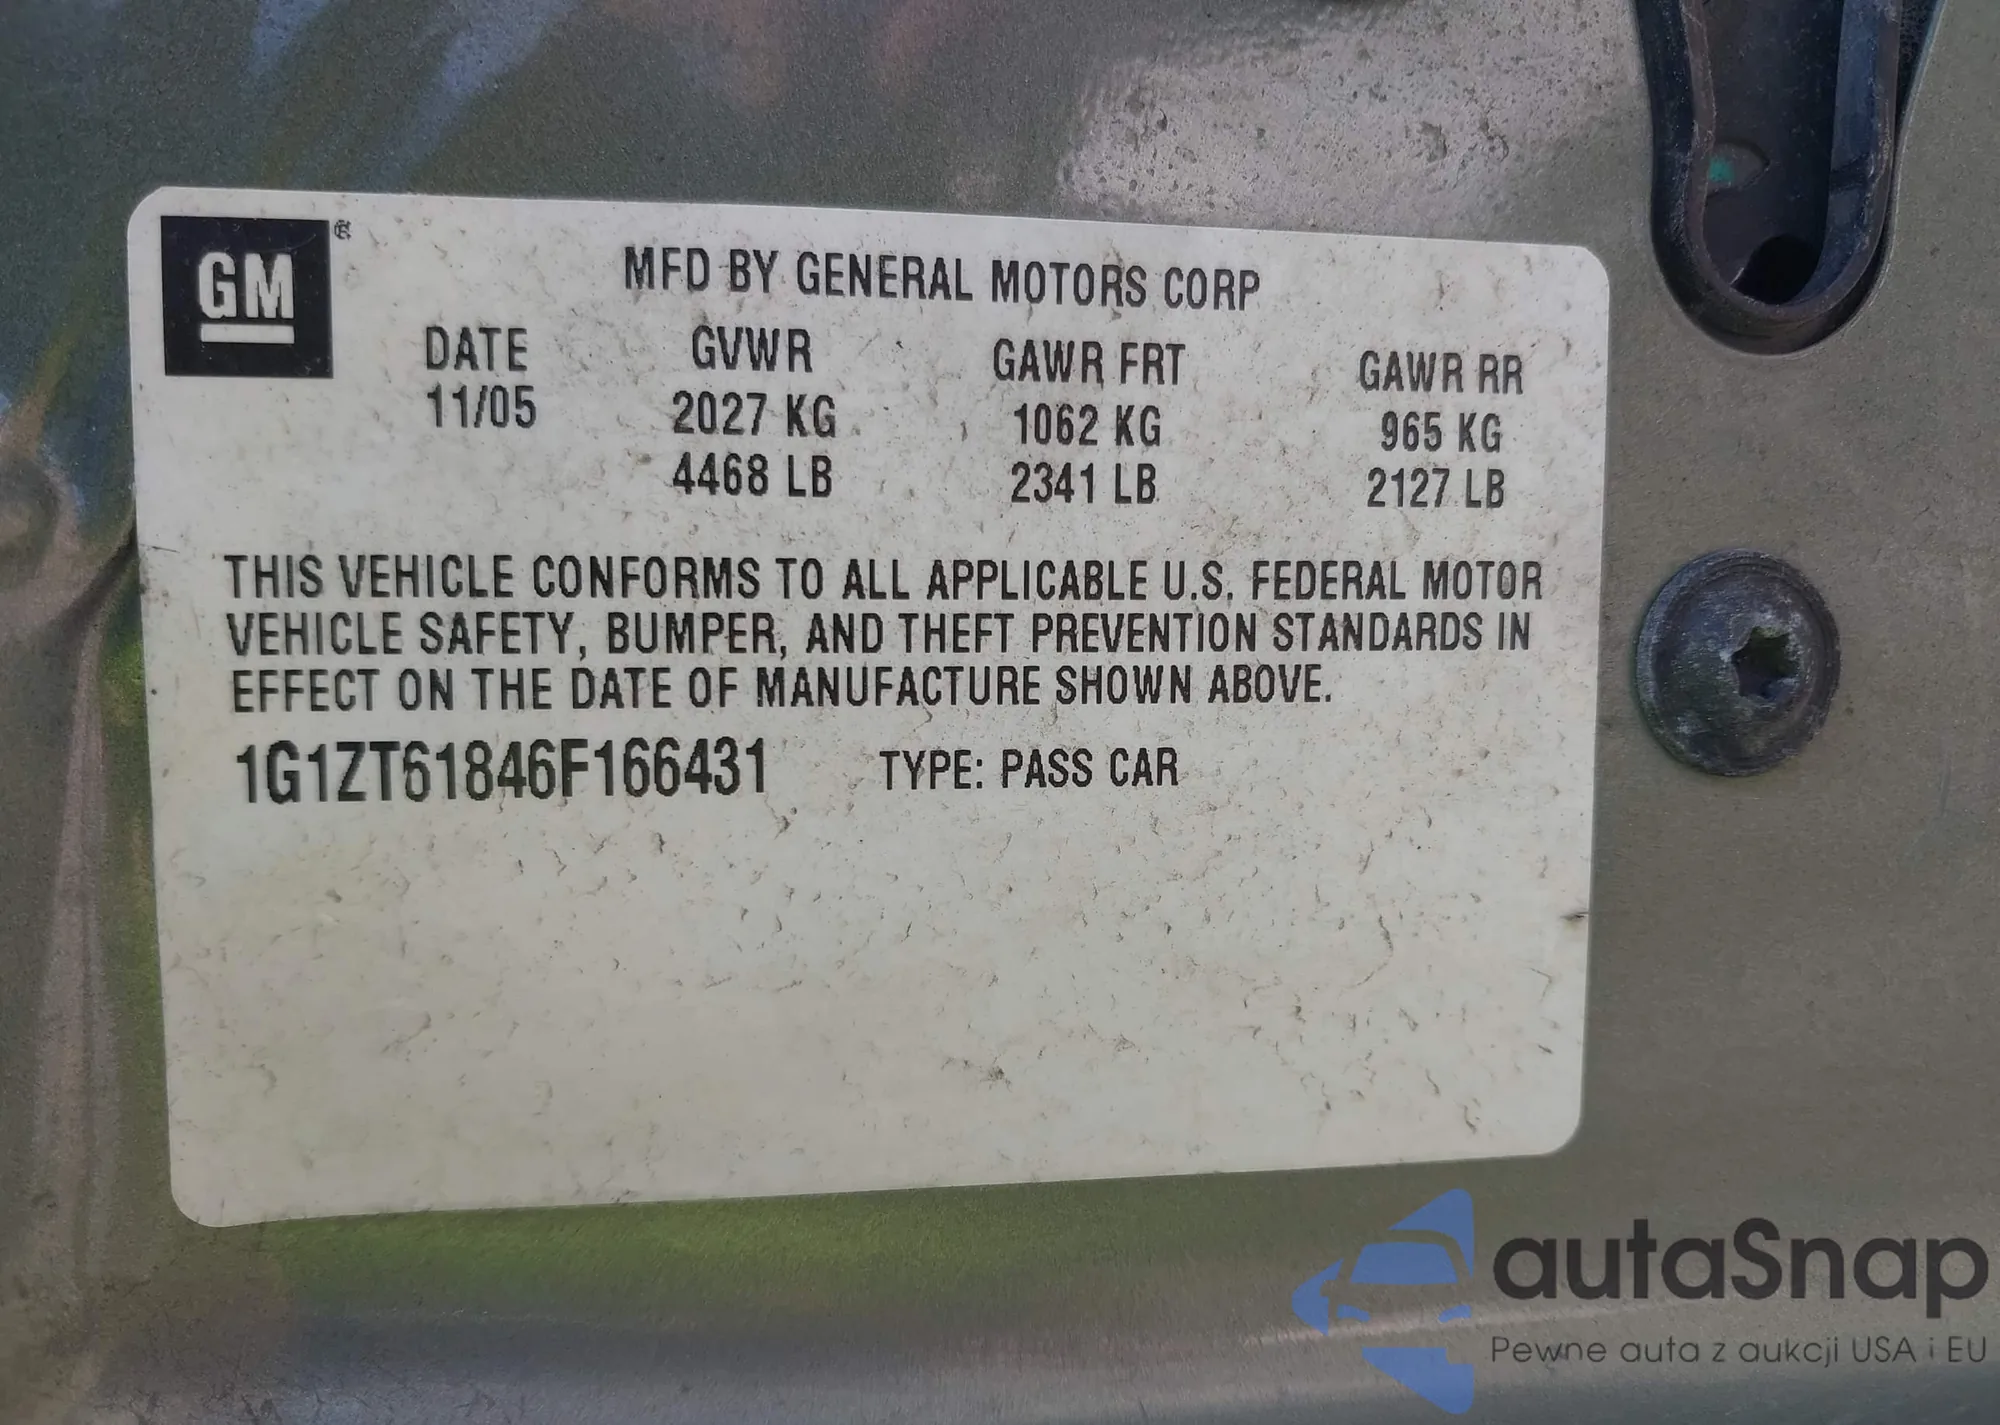 GM
MFD BY GENERAL MOTORS CORP
DATE GVWR GAWR FRT GAWR RR
11/05 2027 KG 1062 KG 965 KG
4468 LB 2341 LB 2127 LB
THIS VEHICLE CONFORMS TO ALL APPLICABLE U.S. FEDERAL MOTOR
VEHICLE SAFETY, BUMPER, AND THEFT PREVENTION STANDARDS IN
EFFECT ON THE DATE OF MANUFACTURE SHOWN ABOVE.
1G1ZT61846F166431 TYPE: PASS CAR
autaSnap
Pewne auta z aukcji USA i EU